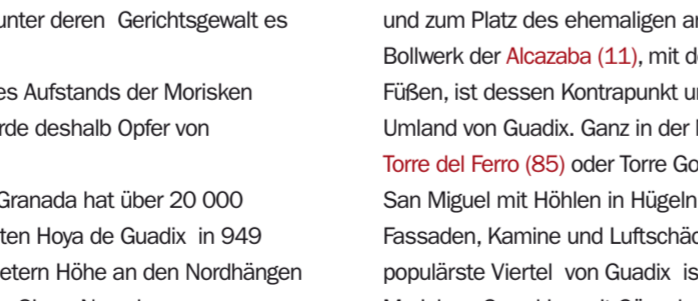 unter deren Gerichtsgewalt es
es Aufstands der Morisken
rde deshalb Opfer von
Granada hat über 20 000
ten Hoya de Guadix in 949
etern Höhe an den Nordhängen
und zum Platz des ehemaligen
Bollwerk der Alcazaba (11), mit
Füßen, ist dessen Kontrapunkt
Umland von Guadix. Ganz in der
Torre del Ferro (85) oder Torre Go
San Miguel mit Höhlen in Hügeln
Fassaden, Kamine und Luftschäc
populärste Viertel von Guadix is